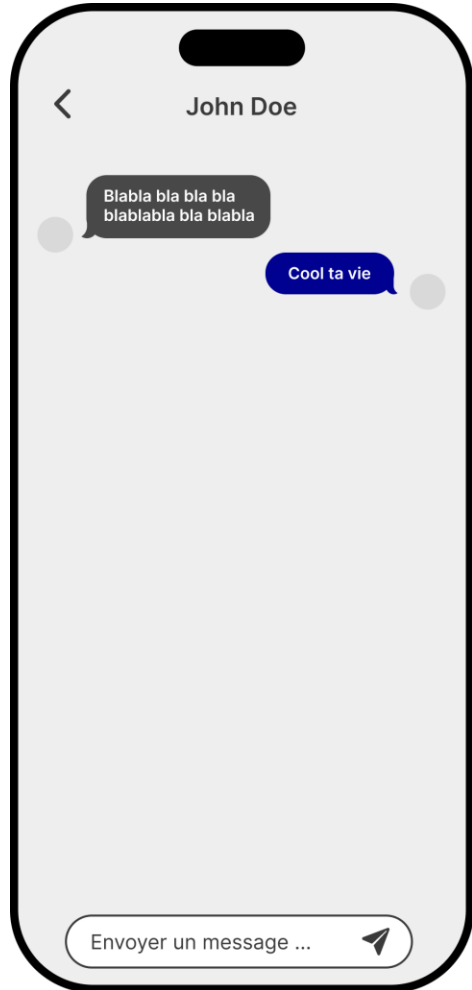 John Doe
Blabla bla bla bla
blablabla bla blabla
Cool ta vie
Envoyer un message ...